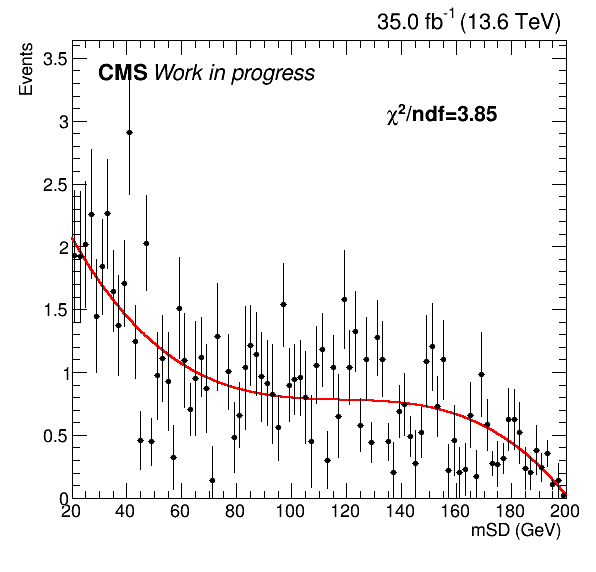 35.0 fb⁻¹ (13.6 TeV)
CMS Work in progress
χ²/ndf=3.85
Events
3.5
3
2.5
2
1.5
1
0.5
0
20 40 60 80 100 120 140 160 180 200
mSD (GeV)